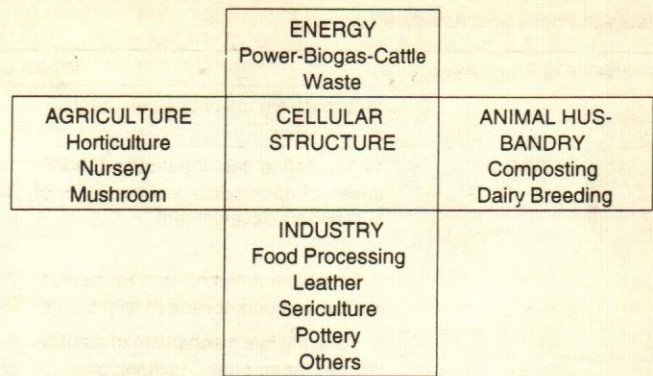 ENERGY
Power-Biogas-Cattle
Waste
AGRICULTURE
Horticulture
Nursery
Mushroom
CELLULAR
STRUCTURE
ANIMAL HUS-
BANDRY
Composting
Dairy Breeding
INDUSTRY
Food Processing
Leather
Sericulture
Pottery
Others